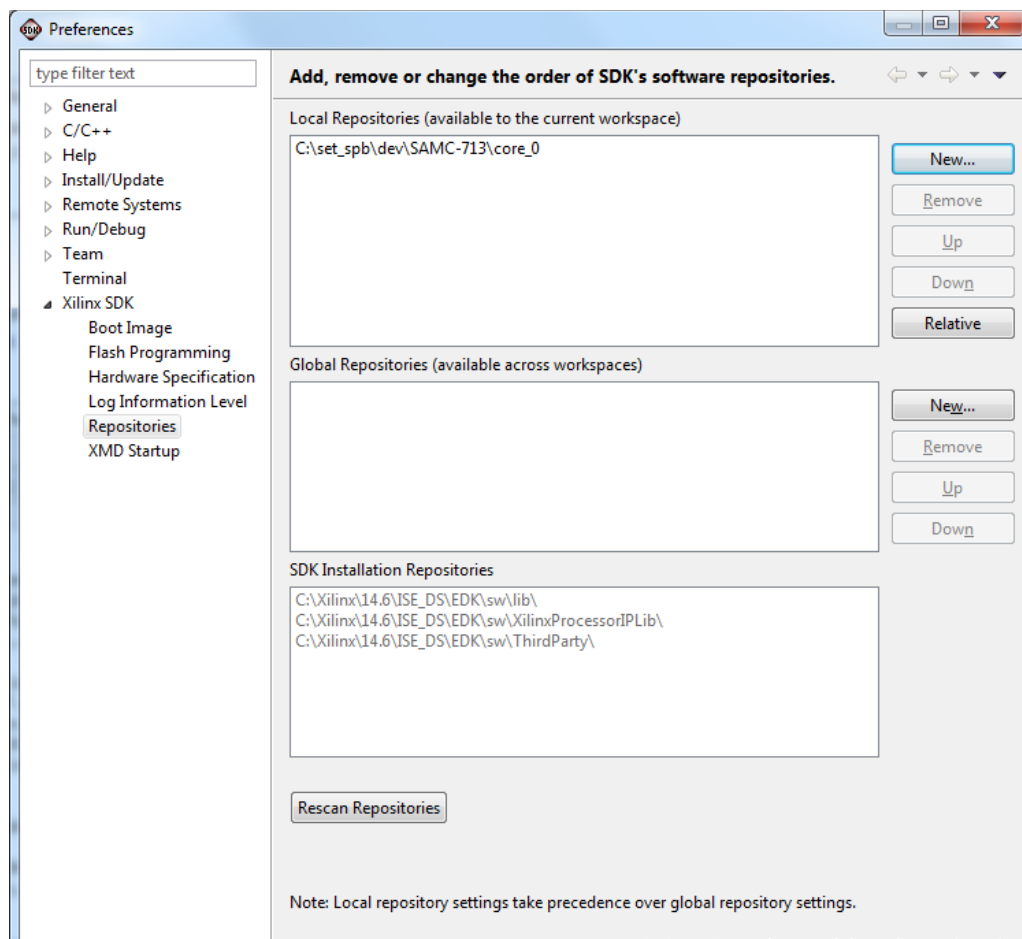 SDK Preferences
type filter text
General
C/C++
Help
Install/Update
Remote Systems
Run/Debug
Team
Terminal
Xilinx SDK
Boot Image
Flash Programming
Hardware Specification
Log Information Level
Repositories
XMD Startup
Add, remove or change the order of SDK's software repositories.
Local Repositories (available to the current workspace)
C:\set_spb\dev\SAMC-713\core_0
New...
Remove
Up
Down
Relative
Global Repositories (available across workspaces)
New...
Remove
Up
Down
SDK Installation Repositories
C:\Xilinx\14.6\ISE_DS\EDK\sw\lib\
C:\Xilinx\14.6\ISE_DS\EDK\sw\XilinxProcessorIPLib\
C:\Xilinx\14.6\ISE_DS\EDK\sw\ThirdParty\
Rescan Repositories
Note: Local repository settings take precedence over global repository settings.